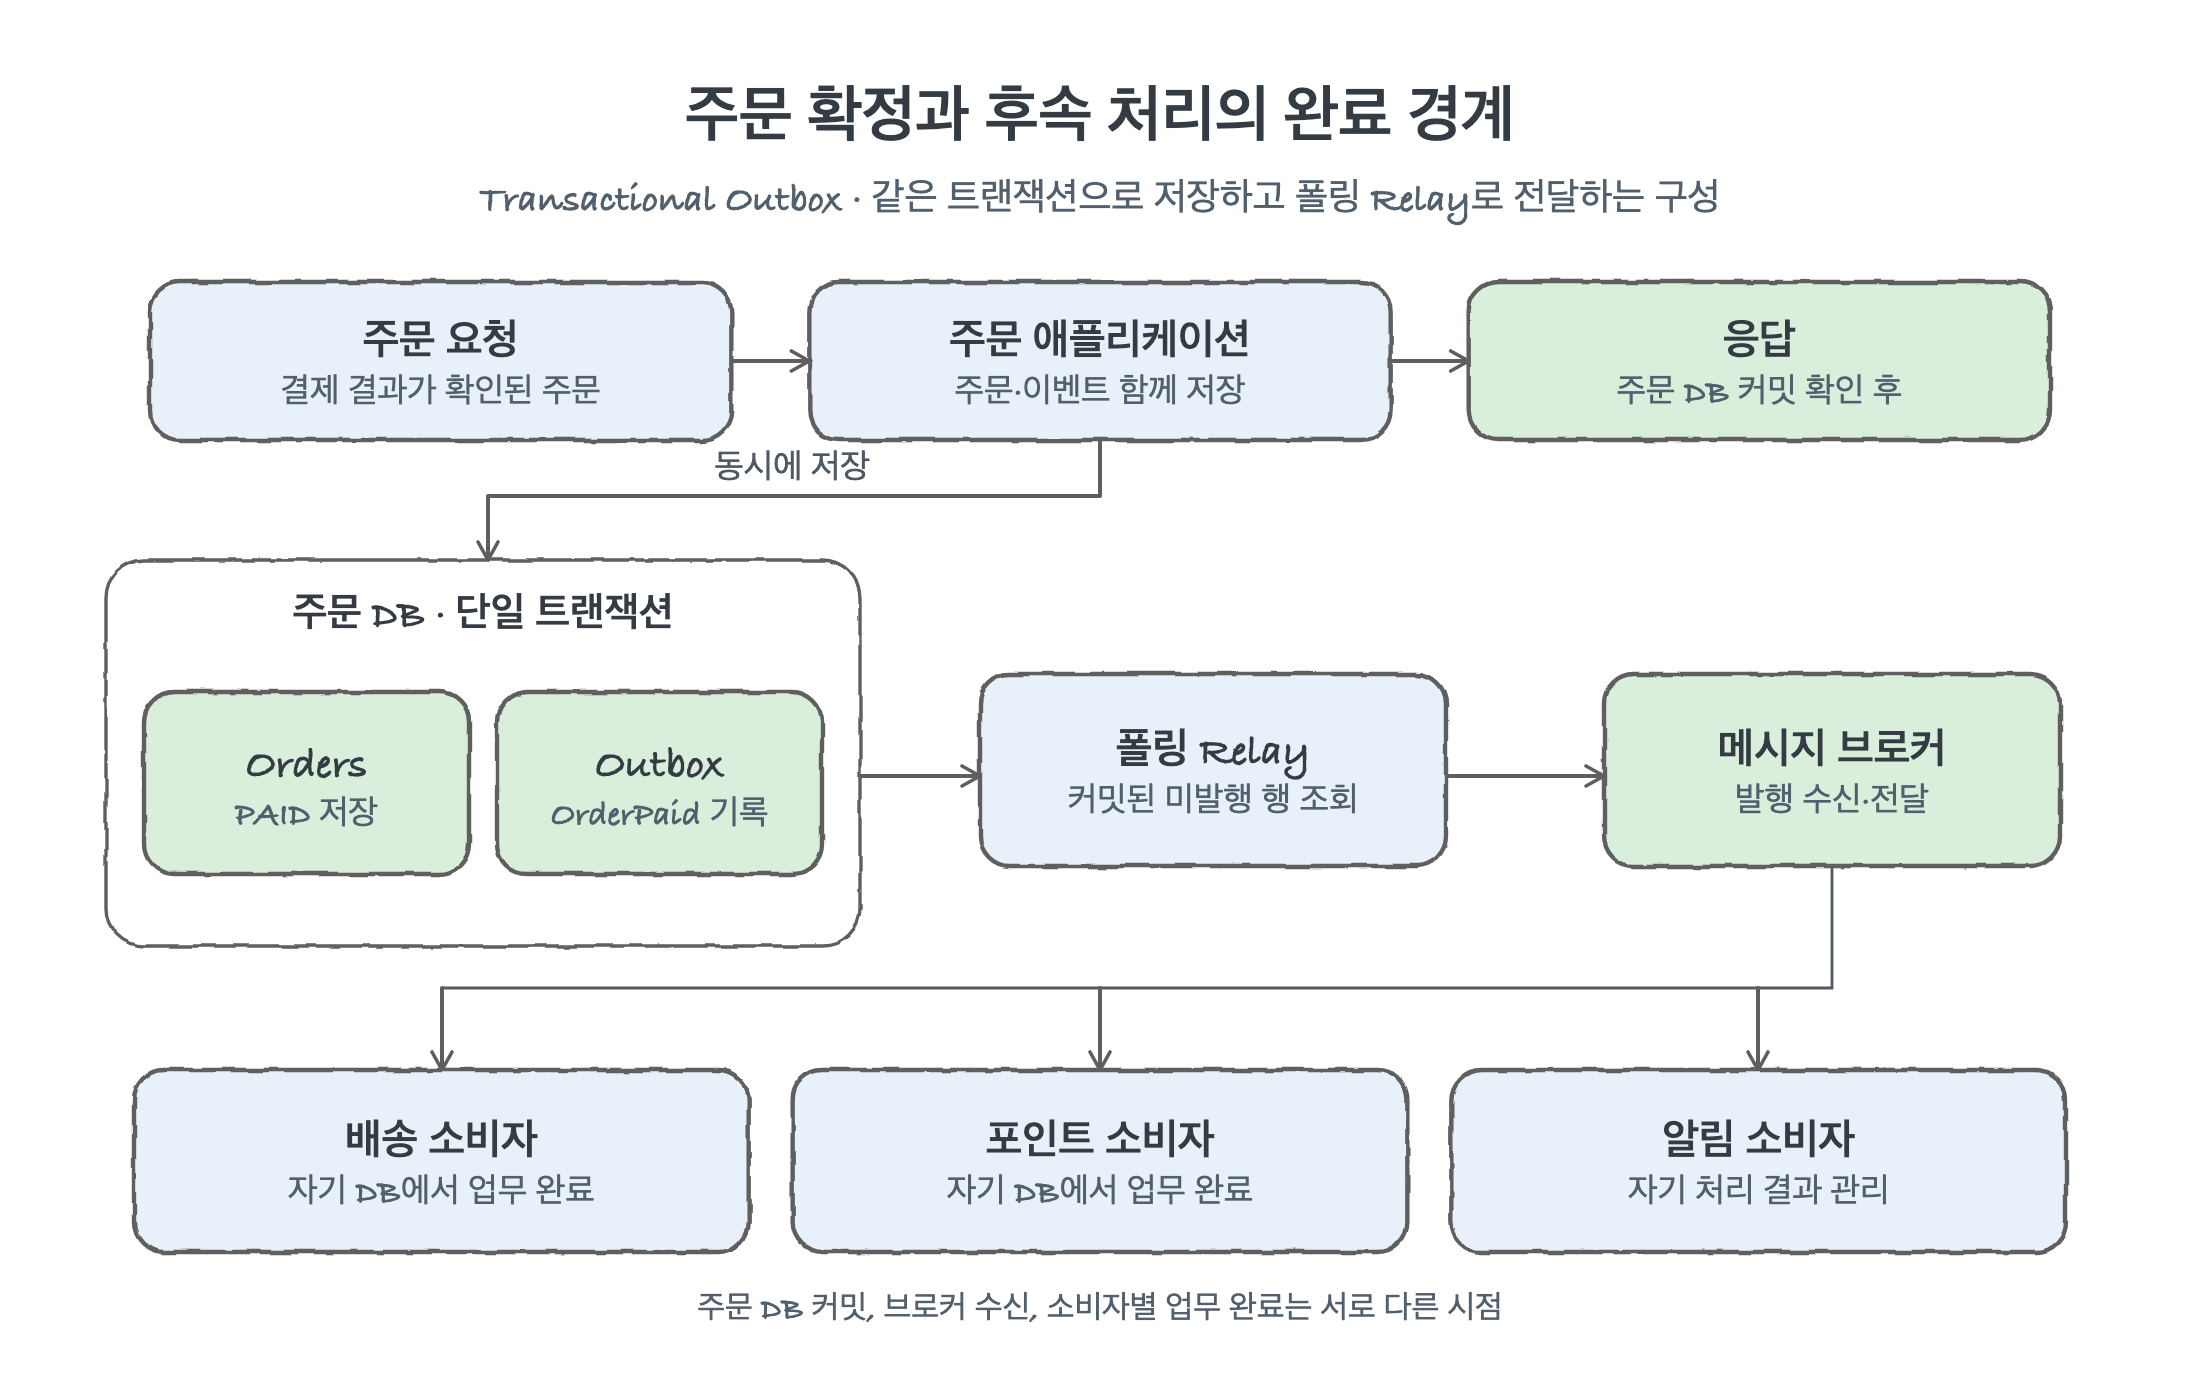 주문 확정과 후속 처리의 완료 경계
Transactional Outbox · 같은 트랜잭션으로 저장하고 폴링 Relay로 전달하는 구성
주문 요청
결제 결과가 확인된 주문
주문 애플리케이션
주문·이벤트 함께 저장
응답
주문 DB 커밋 확인 후
동시에 저장
주문 DB · 단일 트랜잭션
Orders
PAID 저장
Outbox
OrderPaid 기록
폴링 Relay
커밋된 미발행 행 조회
메시지 브로커
발행 수신·전달
배송 소비자
자기 DB에서 업무 완료
포인트 소비자
자기 DB에서 업무 완료
알림 소비자
자기 처리 결과 관리
주문 DB 커밋, 브로커 수신, 소비자별 업무 완료는 서로 다른 시점